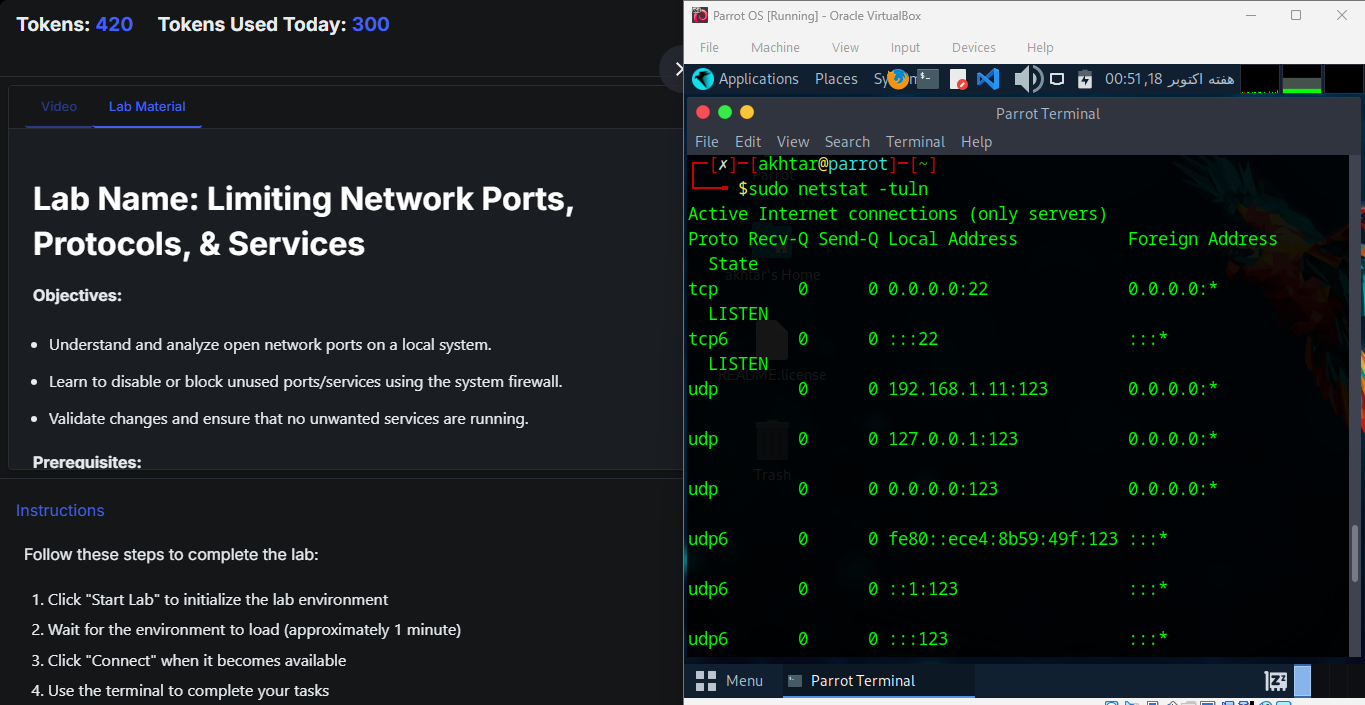 Tokens: 420 Tokens Used Today: 300
Video Lab Material
Lab Name: Limiting Network Ports,
Protocols, & Services
Objectives:
Understand and analyze open network ports on a local system.
Learn to disable or block unused ports/services using the system firewall.
Validate changes and ensure that no unwanted services are running.
Prerequisites:
Instructions
Follow these steps to complete the lab:
1. Click "Start Lab" to initialize the lab environment
2. Wait for the environment to load (approximately 1 minute)
3. Click "Connect" when it becomes available
4. Use the terminal to complete your tasks
Parrot OS [Running] - Oracle VirtualBox
File Machine View Input Devices Help
Applications Places 00:51 ,18 هفته اکتوبر
Parrot Terminal
File Edit View Search Terminal Help
┌─[✗]─[akhtar@parrot]─[~]
└──╼ $sudo netstat -tuln
Active Internet connections (only servers)
Proto Recv-Q Send-Q Local Address Foreign Address
State
akhtar's Home
tcp 0 0 0.0.0.0:22 0.0.0.0:*
LISTEN
tcp6 0 0 :::22 :::*
LISTEN
README.license
udp 0 0 192.168.1.11:123 0.0.0.0:*
udp 0 0 127.0.0.1:123 0.0.0.0:*
Trash
udp 0 0 0.0.0.0:123 0.0.0.0:*
udp6 0 0 fe80::ece4:8b59:49f:123 :::*
udp6 0 0 ::1:123 :::*
udp6 0 0 :::123 :::*
Menu Parrot Terminal